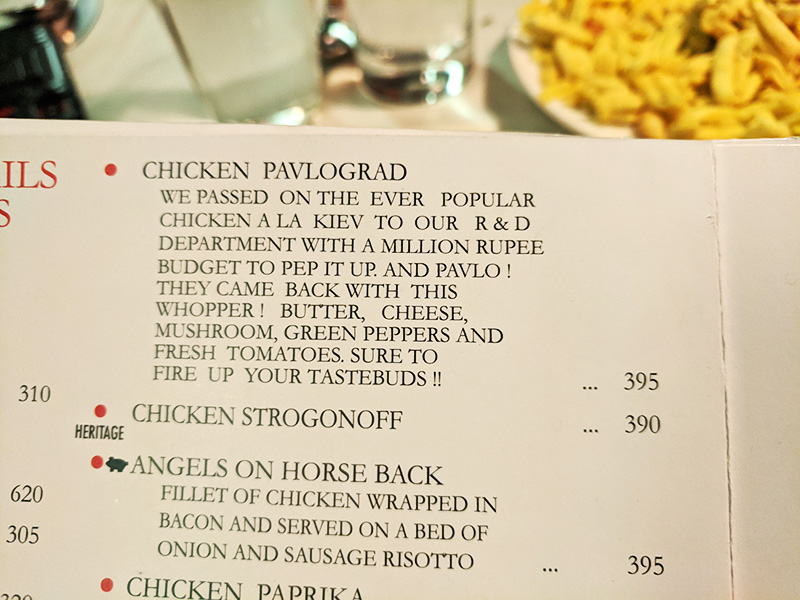 ILS
S
310
620
305
CHICKEN PAVLOGRAD
WE PASSED ON THE EVER POPULAR
CHICKEN A LA KIEV TO OUR R & D
DEPARTMENT WITH A MILLION RUPEE
BUDGET TO PEP IT UP. AND PAVLO !
THEY CAME BACK WITH THIS
WHOPPER ! BUTTER, CHEESE,
MUSHROOM, GREEN PEPPERS AND
FRESH TOMATOES. SURE TO
FIRE UP YOUR TASTEBUDS !! ... 395
CHICKEN STROGONOFF ... 390
HERITAGE
ANGELS ON HORSE BACK
FILLET OF CHICKEN WRAPPED IN
BACON AND SERVED ON A BED OF
ONION AND SAUSAGE RISOTTO ... 395
CHICKEN PAPRIKA